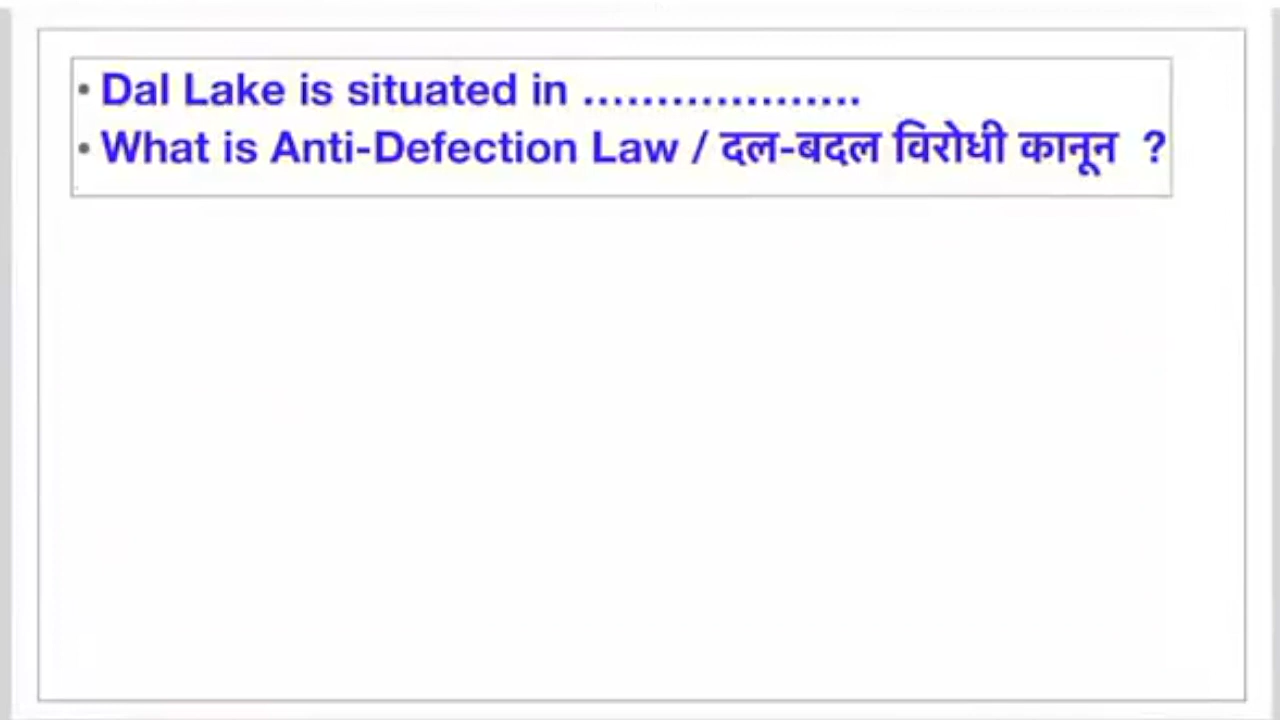 • Dal Lake is situated in ...................
• What is Anti-Defection Law / दल-बदल विरोधी कानून ?